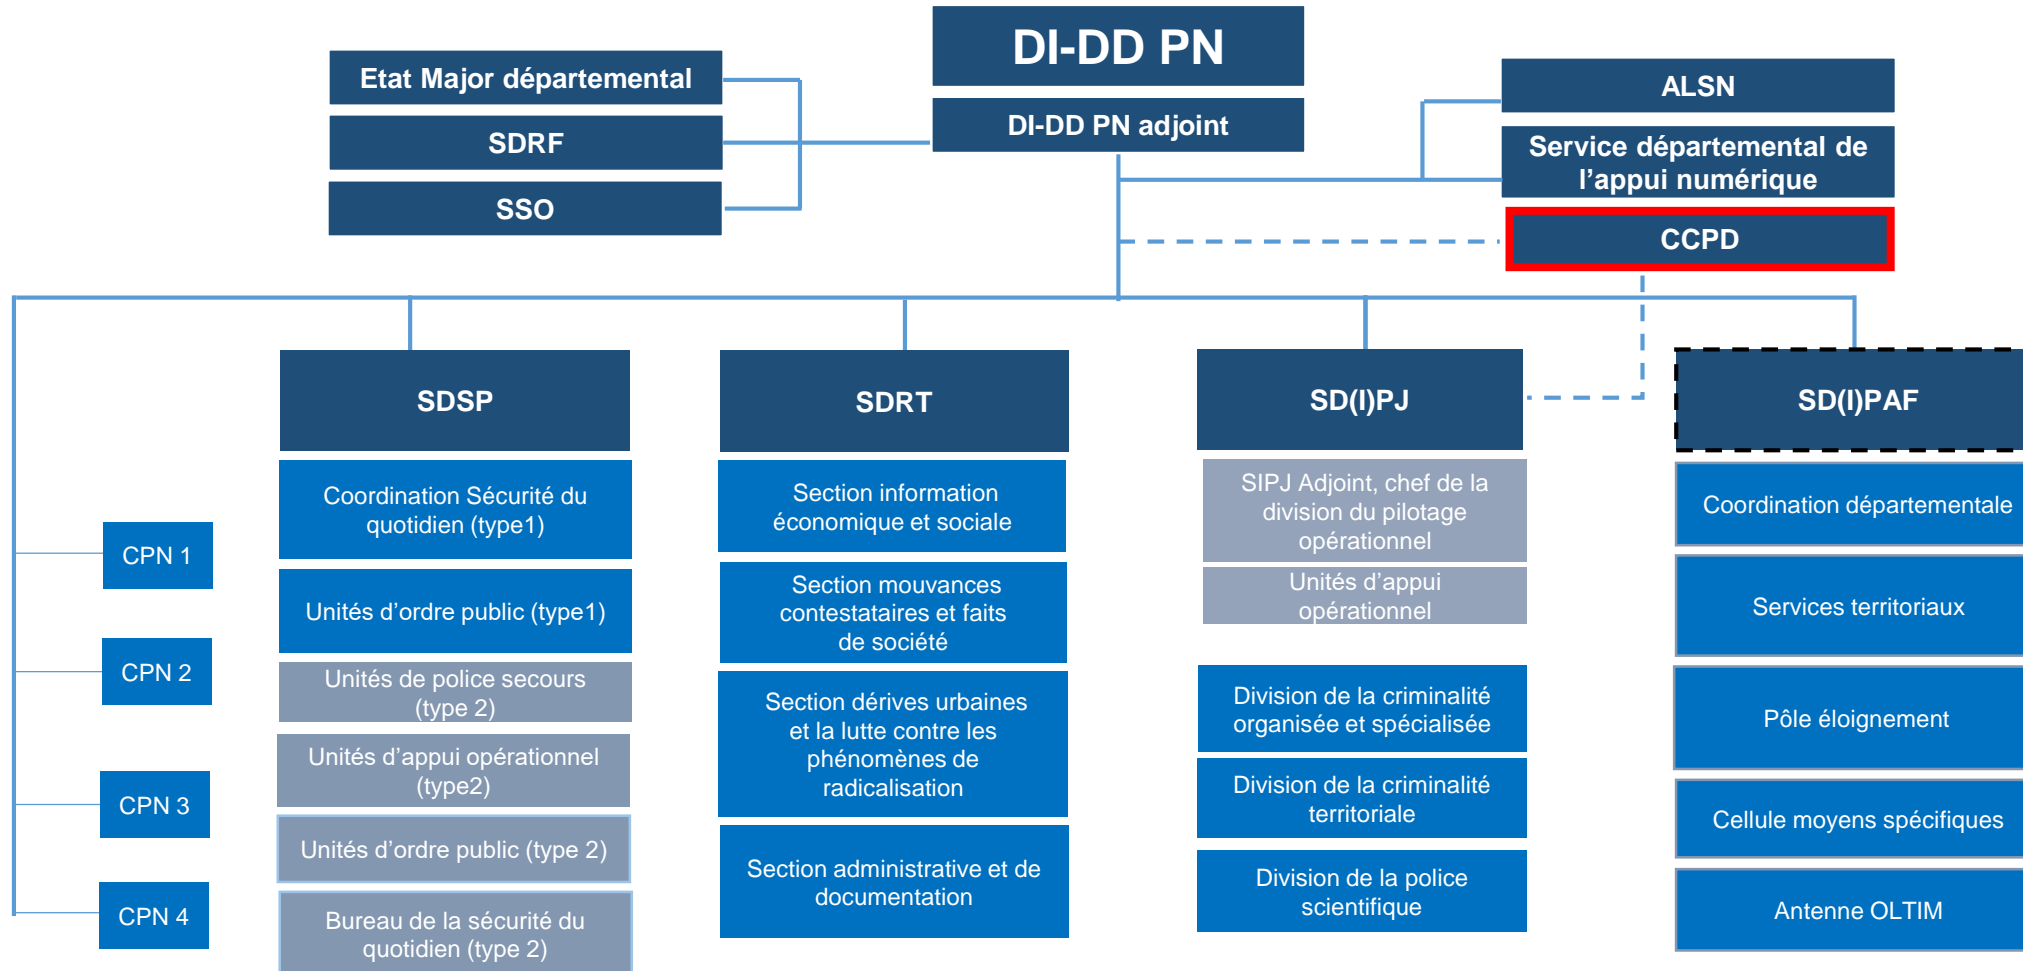 DI-DD PN
DI-DD PN adjoint
Etat Major départemental
SDRF
SSO
ALSN
Service départemental de
l’appui numérique
CCPD
CPN 1
CPN 2
CPN 3
CPN 4
SDSP
Coordination Sécurité du
quotidien (type1)
Unités d’ordre public (type1)
Unités de police secours
(type 2)
Unités d’appui opérationnel
(type2)
Unités d’ordre public (type 2)
Bureau de la sécurité du
quotidien (type 2)
SDRT
Section information
économique et sociale
Section mouvances
contestataires et faits
de société
Section dérives urbaines
et la lutte contre les
phénomènes de
radicalisation
Section administrative et de
documentation
SD(I)PJ
SIPJ Adjoint, chef de la
division du pilotage
opérationnel
Unités d’appui
opérationnel
Division de la criminalité
organisée et spécialisée
Division de la criminalité
territoriale
Division de la police
scientifique
SD(I)PAF
Coordination départementale
Services territoriaux
Pôle éloignement
Cellule moyens spécifiques
Antenne OLTIM